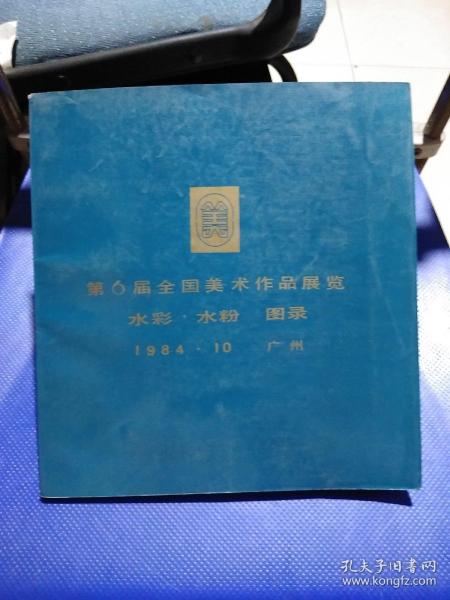 美
第6届全国美术作品展览
水彩·水粉 图录
1984·10 广州
孔夫子旧书网
www.kongfz.com